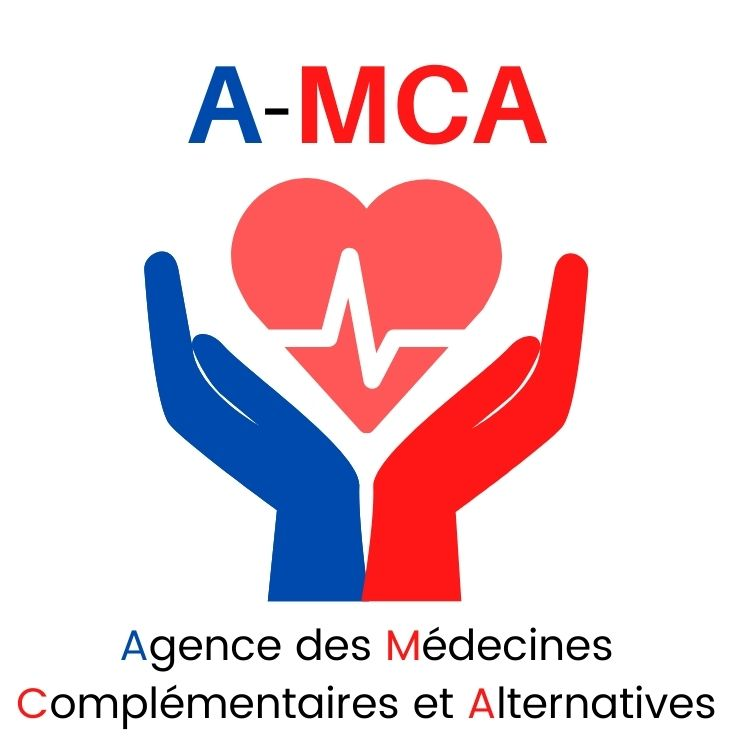 A-MCA
Agence des Médecines
Complémentaires et Alternatives